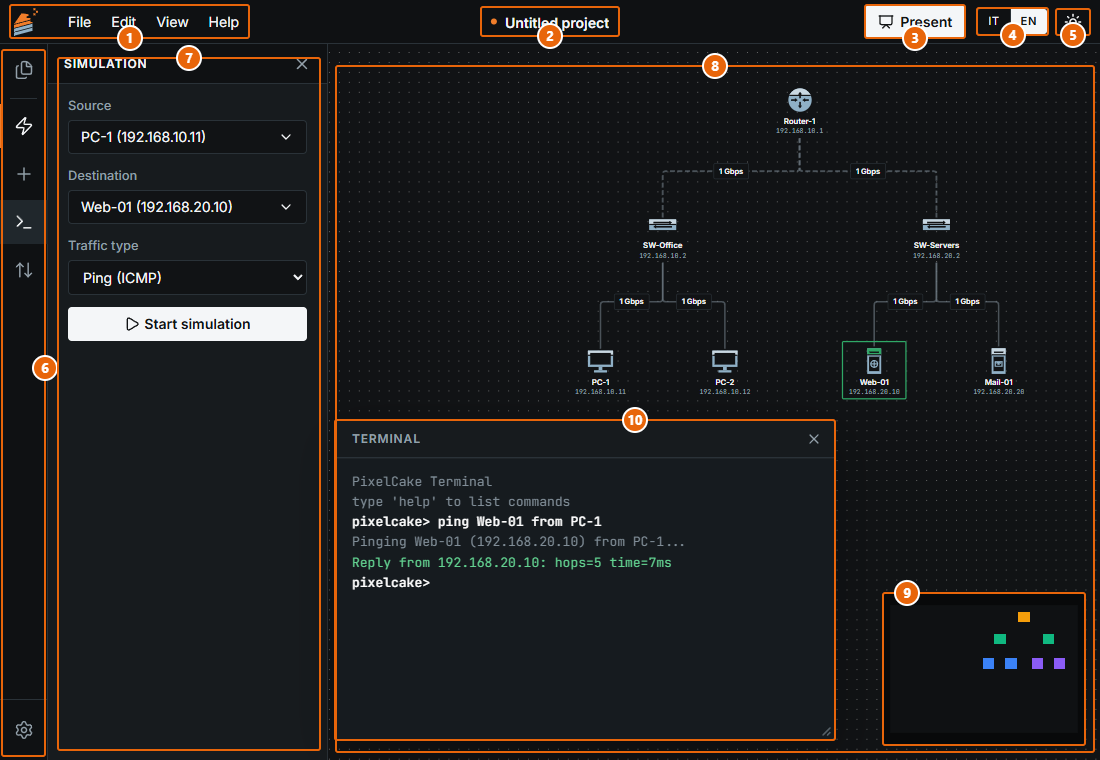 File Edit View Help
Untitled project
Present
IT EN
1
2
3
4
5
7
8
SIMULATION
Source
PC-1 (192.168.10.11)
Destination
Web-01 (192.168.20.10)
Traffic type
Ping (ICMP)
Start simulation
6
Router-1
192.168.10.1
1 Gbps
1 Gbps
SW-Office
192.168.10.2
SW-Servers
192.168.20.2
1 Gbps
1 Gbps
1 Gbps
1 Gbps
PC-1
192.168.10.11
PC-2
192.168.10.12
Web-01
192.168.20.10
Mail-01
192.168.20.20
10
TERMINAL
PixelCake Terminal
type 'help' to list commands
pixelcake> ping Web-01 from PC-1
Pinging Web-01 (192.168.20.10) from PC-1...
Reply from 192.168.20.10: hops=5 time=7ms
pixelcake>
9